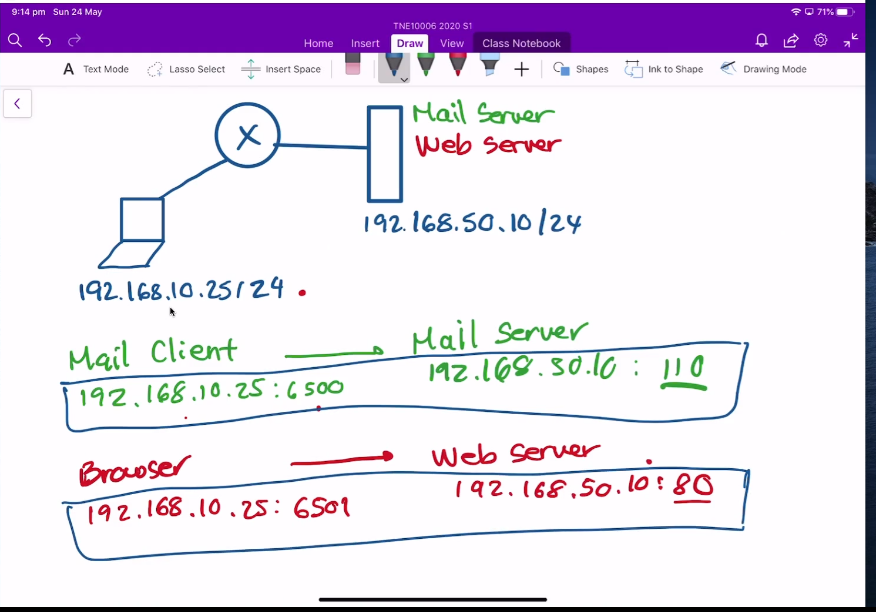 9:14 pm Sun 24 May
71%
TNE10006 2020 S1
Home Insert Draw View Class Notebook
A Text Mode Lasso Select Insert Space Shapes Ink to Shape Drawing Mode
X
Mail Server
Web Server
192.168.50.10/24
192.168.10.25/24
Mail Client
Mail Server
192.168.10.25:6500
192.168.50.10:110
Browser
Web Server
192.168.10.25:6501
192.168.50.10:80